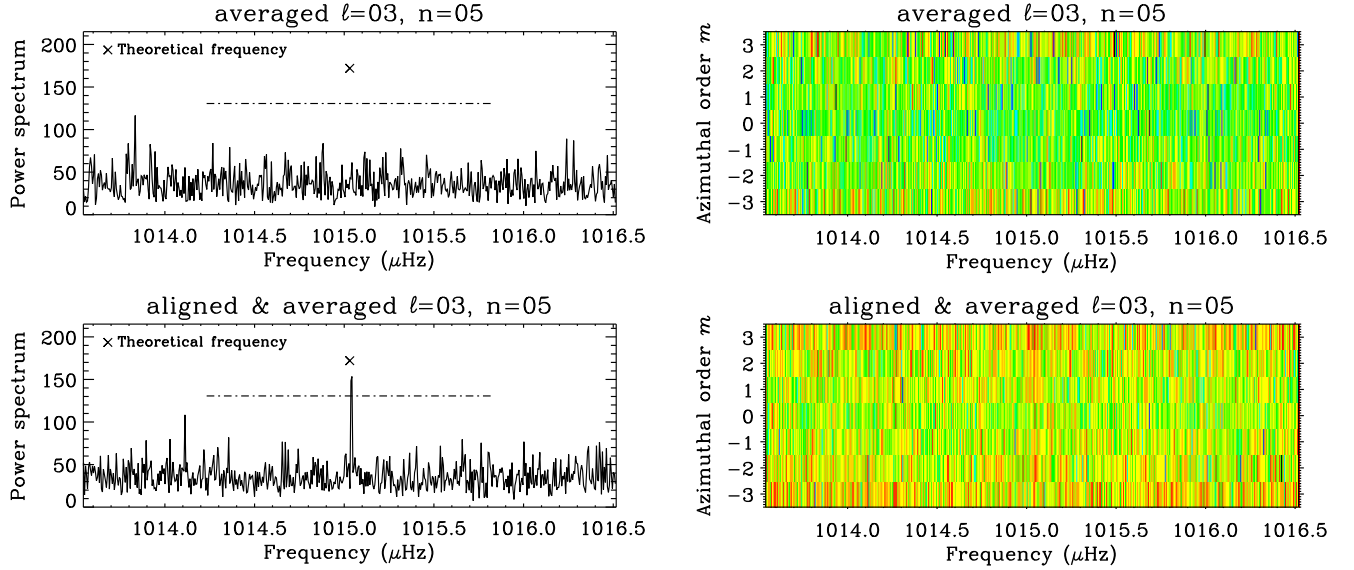 averaged ℓ=03, n=05
Power spectrum
200
150
100
50
0
× Theoretical frequency
1014.0 1014.5 1015.0 1015.5 1016.0 1016.5
Frequency (μHz)
averaged ℓ=03, n=05
Azimuthal order m
3
2
1
0
−1
−2
−3
1014.0 1014.5 1015.0 1015.5 1016.0 1016.5
Frequency (μHz)
aligned & averaged ℓ=03, n=05
Power spectrum
200
150
100
50
0
× Theoretical frequency
1014.0 1014.5 1015.0 1015.5 1016.0 1016.5
Frequency (μHz)
aligned & averaged ℓ=03, n=05
Azimuthal order m
3
2
1
0
−1
−2
−3
1014.0 1014.5 1015.0 1015.5 1016.0 1016.5
Frequency (μHz)